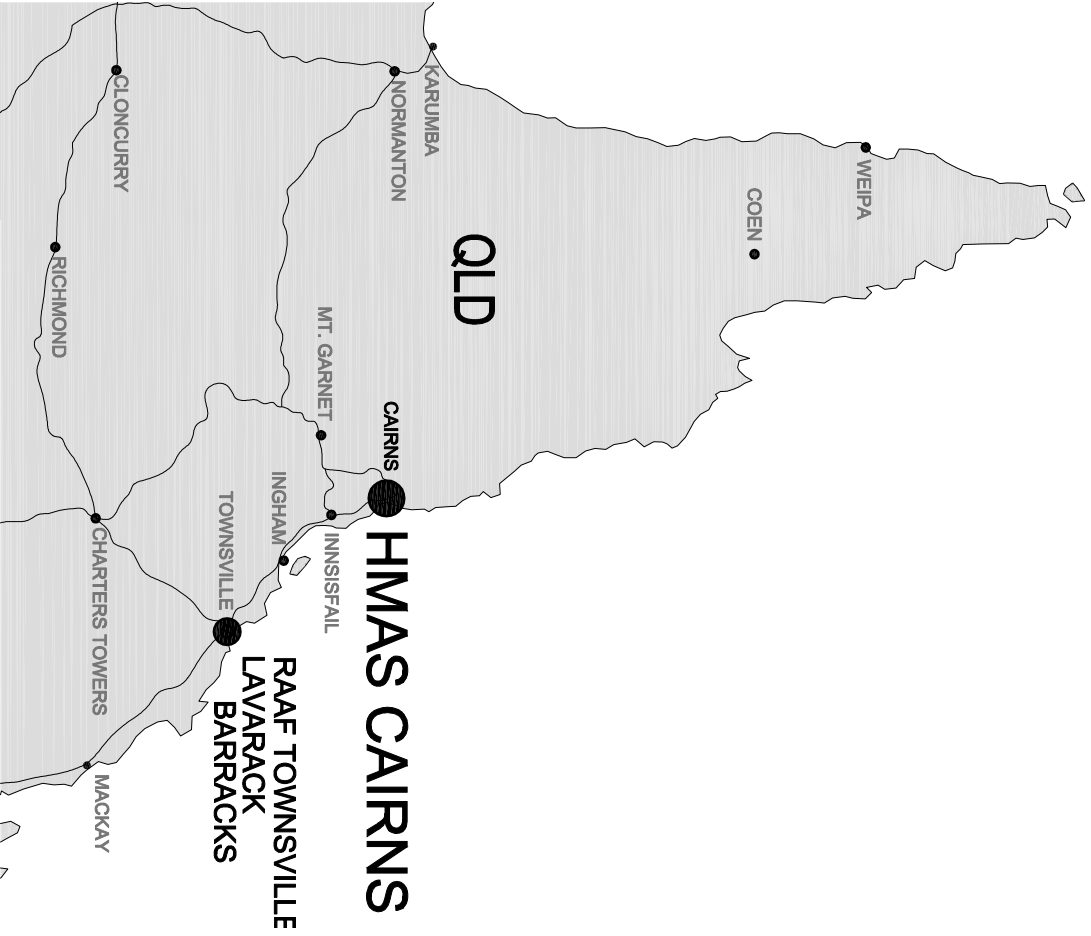 WEIPA
COEN
KARUMBA
NORMANTON
QLD
MT. GARNET
CAIRNS
HMAS CAIRNS
INNSISFAIL
INGHAM
TOWNSVILLE
RAAF TOWNSVILLE
LAVARACK
BARRACKS
CLONCURRY
RICHMOND
CHARTERS TOWERS
MACKAY